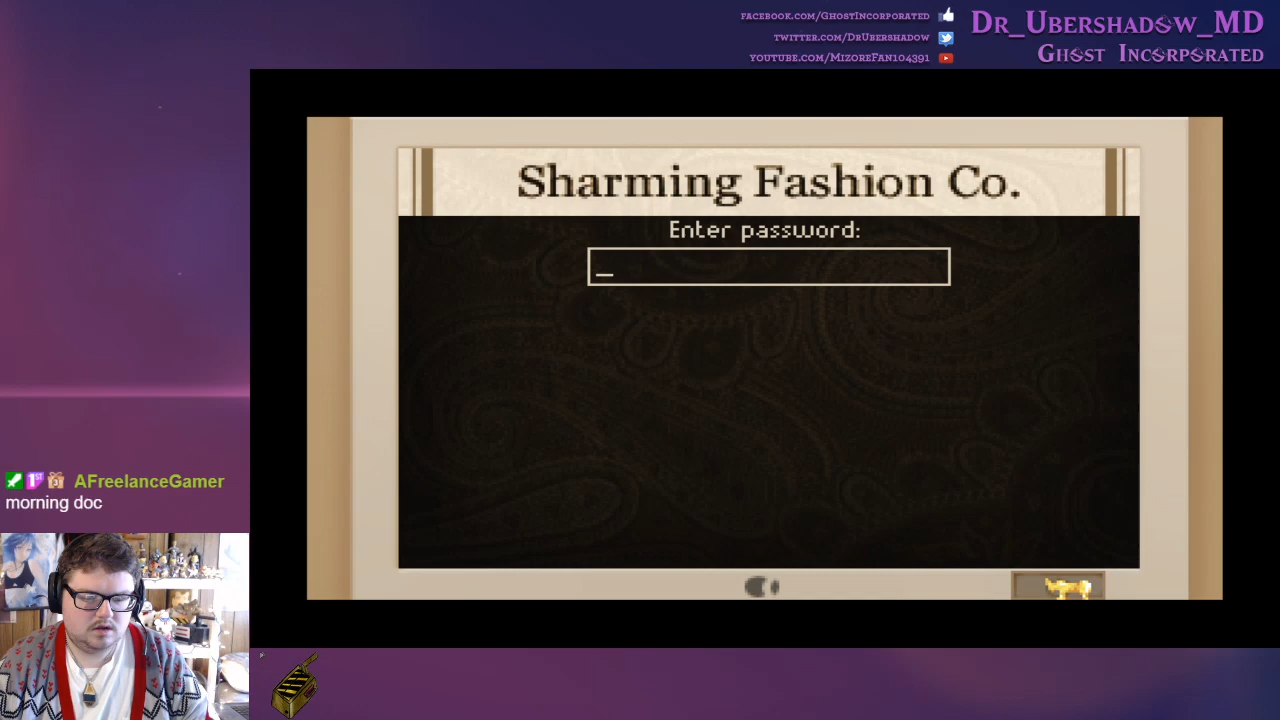 facebook.com/GhostIncorporated
twitter.com/DrUbershadow
youtube.com/MizoreFan104391
Dr_Ubershadow_MD
Ghost Incorporated
Sharming Fashion Co.
Enter password:
_
AFreelanceGamer
morning doc